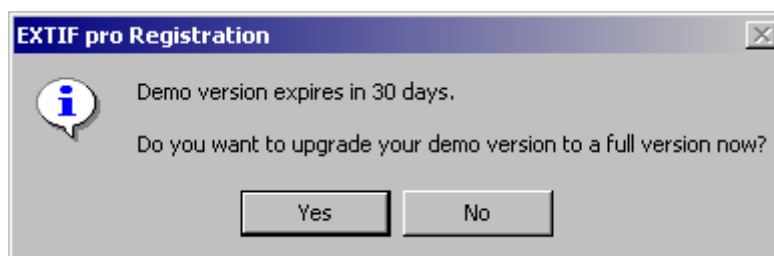 EXTIF pro Registration
Demo version expires in 30 days.
Do you want to upgrade your demo version to a full version now?
Yes
No